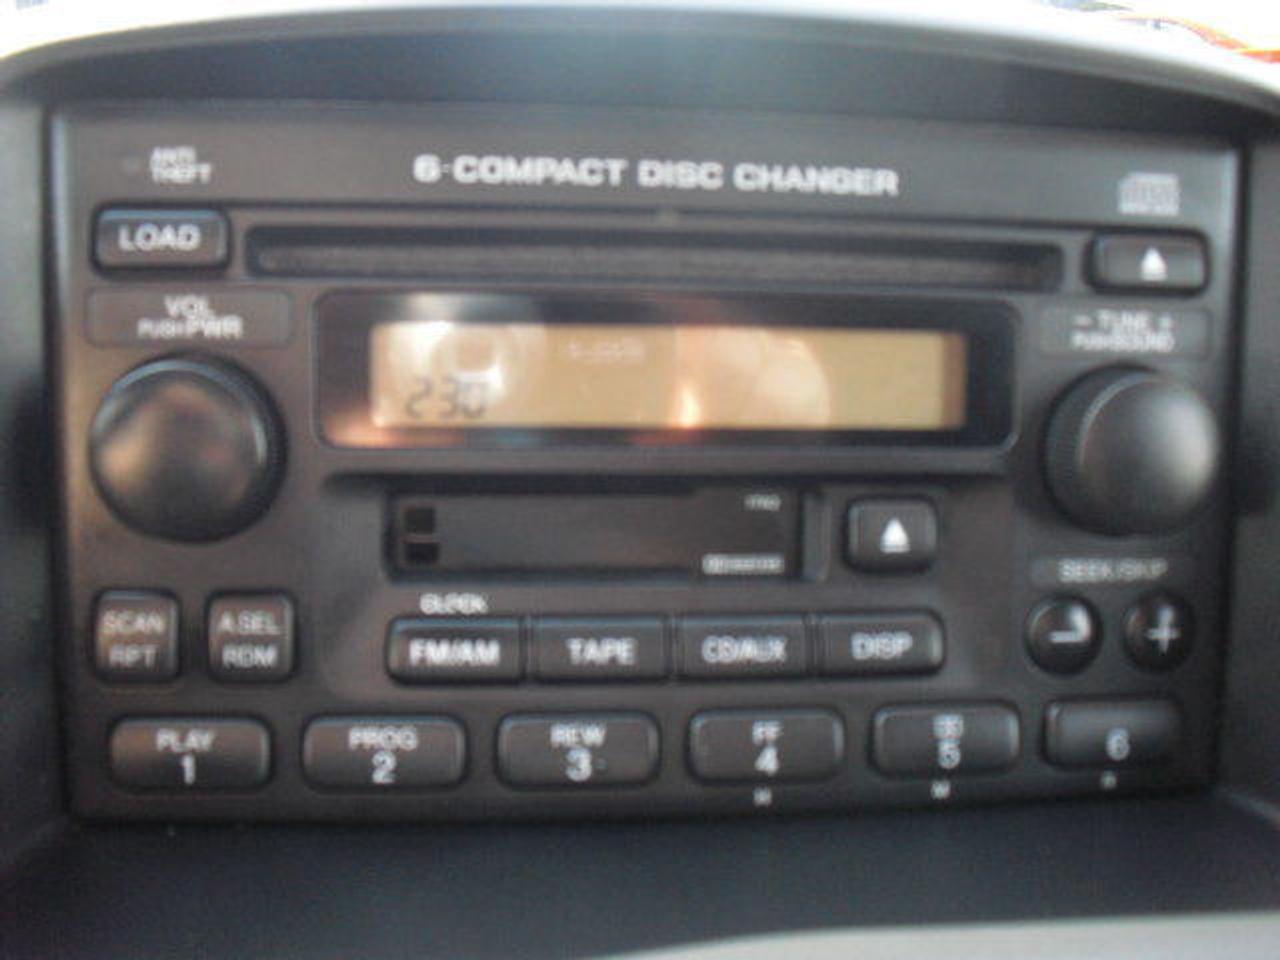 ANTI
THEFT
6-COMPACT DISC CHANGER
LOAD
VOL
PUSH PWR
- TUNE +
PUSH SOUND
230
SEEK/SKIP
SCAN
RPT
A.SEL
RDM
CLOCK
FM/AM
TAPE
CD/AUX
DISP
PLAY
1
PROG
2
REW
3
FF
4
5
6
H
M
R